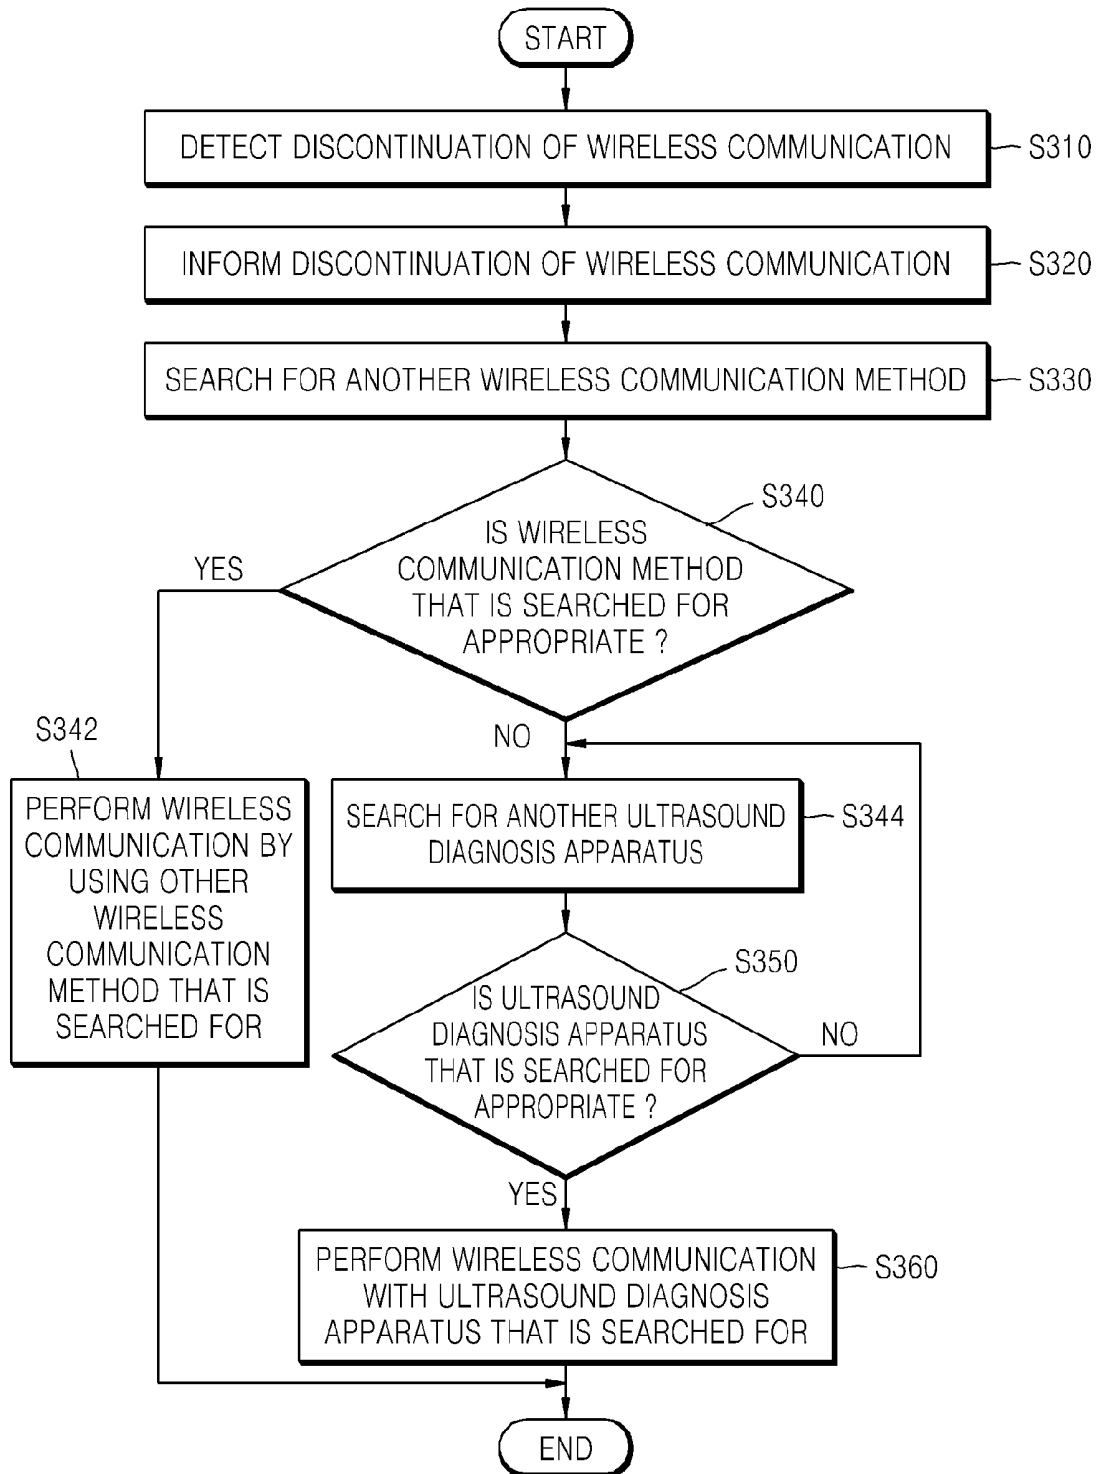 START
DETECT DISCONTINUATION OF WIRELESS COMMUNICATION
S310
INFORM DISCONTINUATION OF WIRELESS COMMUNICATION
S320
SEARCH FOR ANOTHER WIRELESS COMMUNICATION METHOD
S330
S340
IS WIRELESS
COMMUNICATION METHOD
THAT IS SEARCHED FOR
APPROPRIATE ?
YES
NO
S342
PERFORM WIRELESS
COMMUNICATION BY
USING OTHER
WIRELESS
COMMUNICATION
METHOD THAT IS
SEARCHED FOR
SEARCH FOR ANOTHER ULTRASOUND
DIAGNOSIS APPARATUS
S344
S350
IS ULTRASOUND
DIAGNOSIS APPARATUS
THAT IS SEARCHED FOR
APPROPRIATE ?
NO
YES
PERFORM WIRELESS COMMUNICATION
WITH ULTRASOUND DIAGNOSIS
APPARATUS THAT IS SEARCHED FOR
S360
END